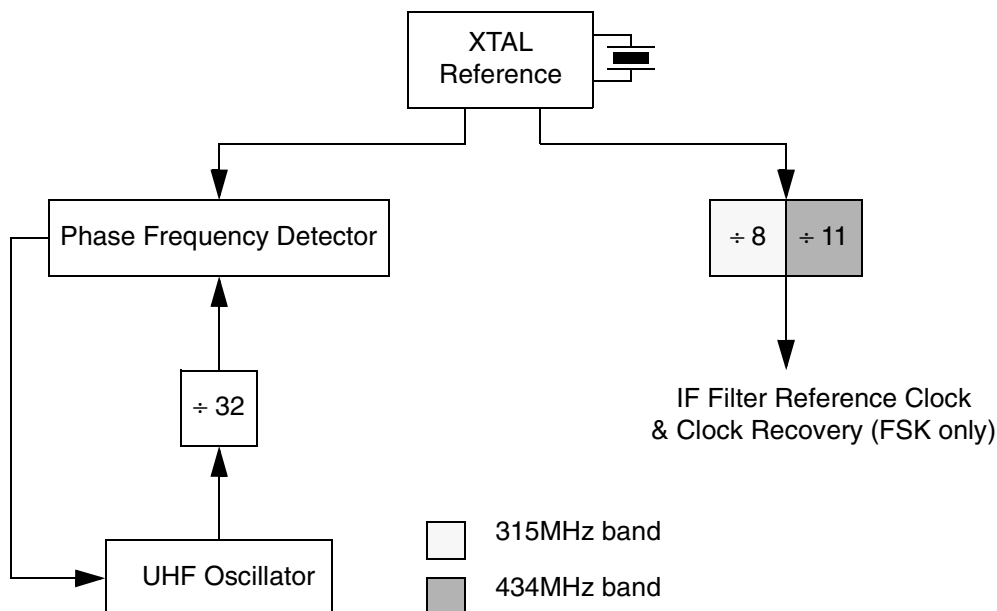 XTAL
Reference
Phase Frequency Detector
÷ 8
÷ 11
÷ 32
IF Filter Reference Clock
& Clock Recovery (FSK only)
315MHz band
UHF Oscillator
434MHz band